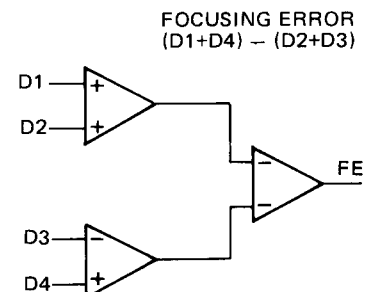 FOCUSING ERROR
(D1+D4) — (D2+D3)
D1
+
D2
+
−
FE
−
D3
−
D4
+